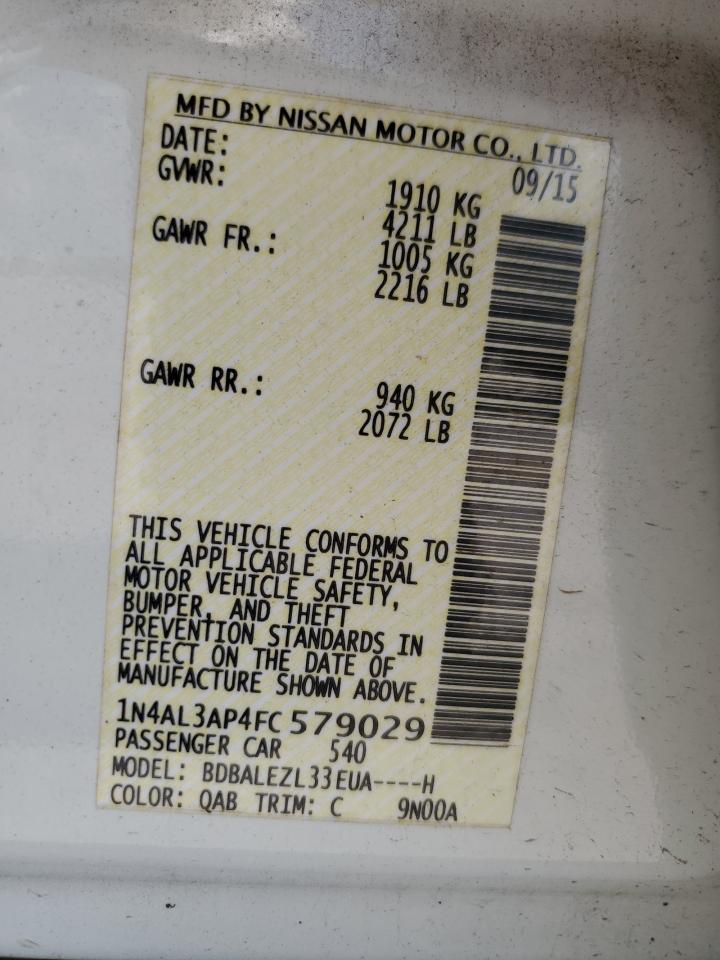 MFD BY NISSAN MOTOR CO., LTD.
DATE: 09/15
GVWR: 1910 KG
4211 LB
GAWR FR.: 1005 KG
2216 LB
GAWR RR.: 940 KG
2072 LB
THIS VEHICLE CONFORMS TO
ALL APPLICABLE FEDERAL
MOTOR VEHICLE SAFETY,
BUMPER, AND THEFT
PREVENTION STANDARDS IN
EFFECT ON THE DATE OF
MANUFACTURE SHOWN ABOVE.
1N4AL3AP4FC579029
PASSENGER CAR 540
MODEL: BDBALEZL33EUA----H
COLOR: QAB TRIM: C 9N00A